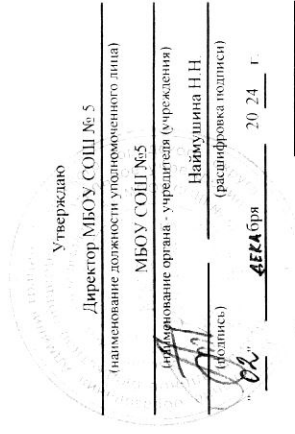 Утверждаю
Директор МБОУ СОШ № 5
(наименование должности уполномоченного лица)
МБОУ СОШ №5
(наименование органа - учредителя (учреждения)
Наймушина Н.Н.
(подпись) (расшифровка подписи)
"02" декабря 20 24 г.